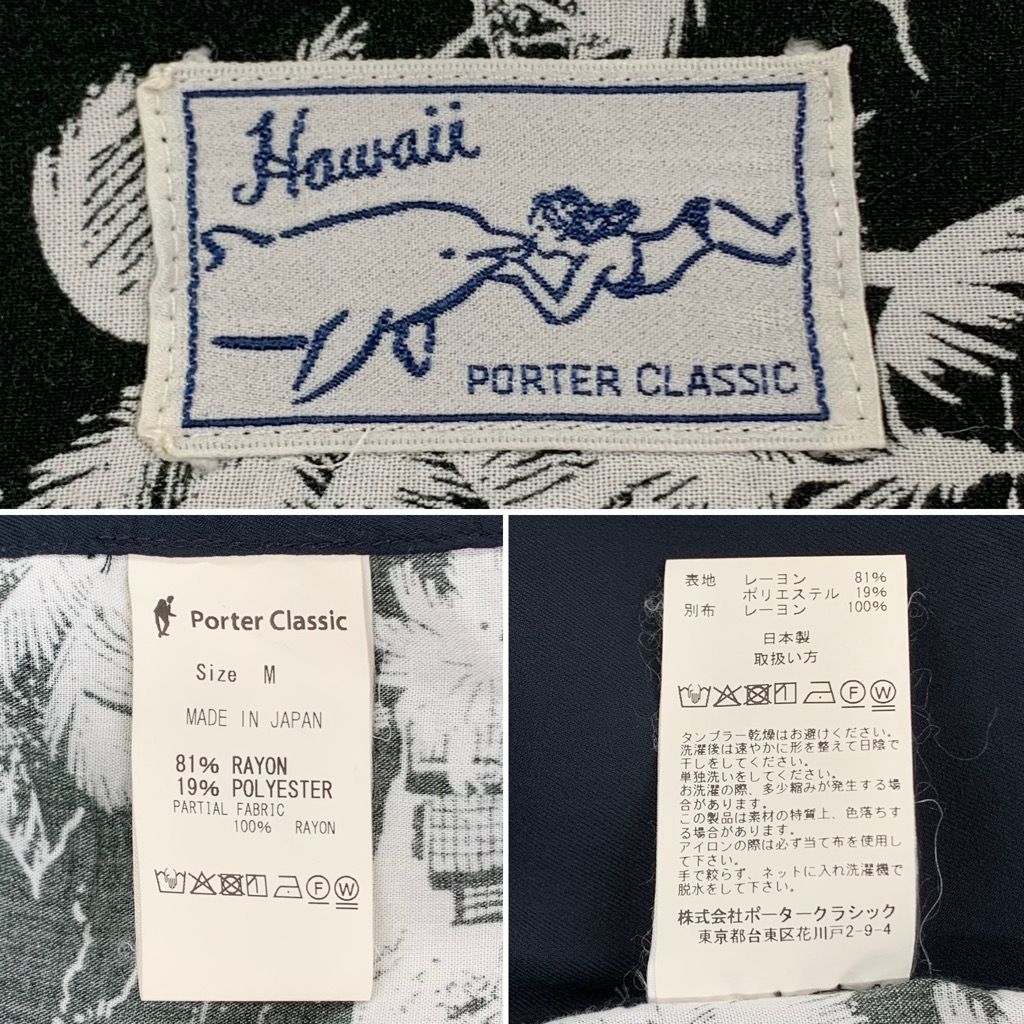 Hawaii
PORTER CLASSIC
Porter Classic
Size M
MADE IN JAPAN
81% RAYON
19% POLYESTER
PARTIAL FABRIC
100% RAYON
F W
表地 レーヨン 81%
ポリエステル 19%
別布 レーヨン 100%
日本製
取扱い方
F W
タンブラー乾燥はお避けください。
洗濯後は速やかに形を整えて日陰で
干しをしてください。
単独洗いをしてください。
お洗濯の際、多少縮みが発生する場
合があります。
この製品は素材の特質上、色落ちす
る場合があります。
アイロンの際は必ず当て布を使用し
て下さい。
手で絞らず、ネットに入れ洗濯機で
脱水をして下さい。
株式会社ポータークラシック
東京都台東区花川戸2-9-4